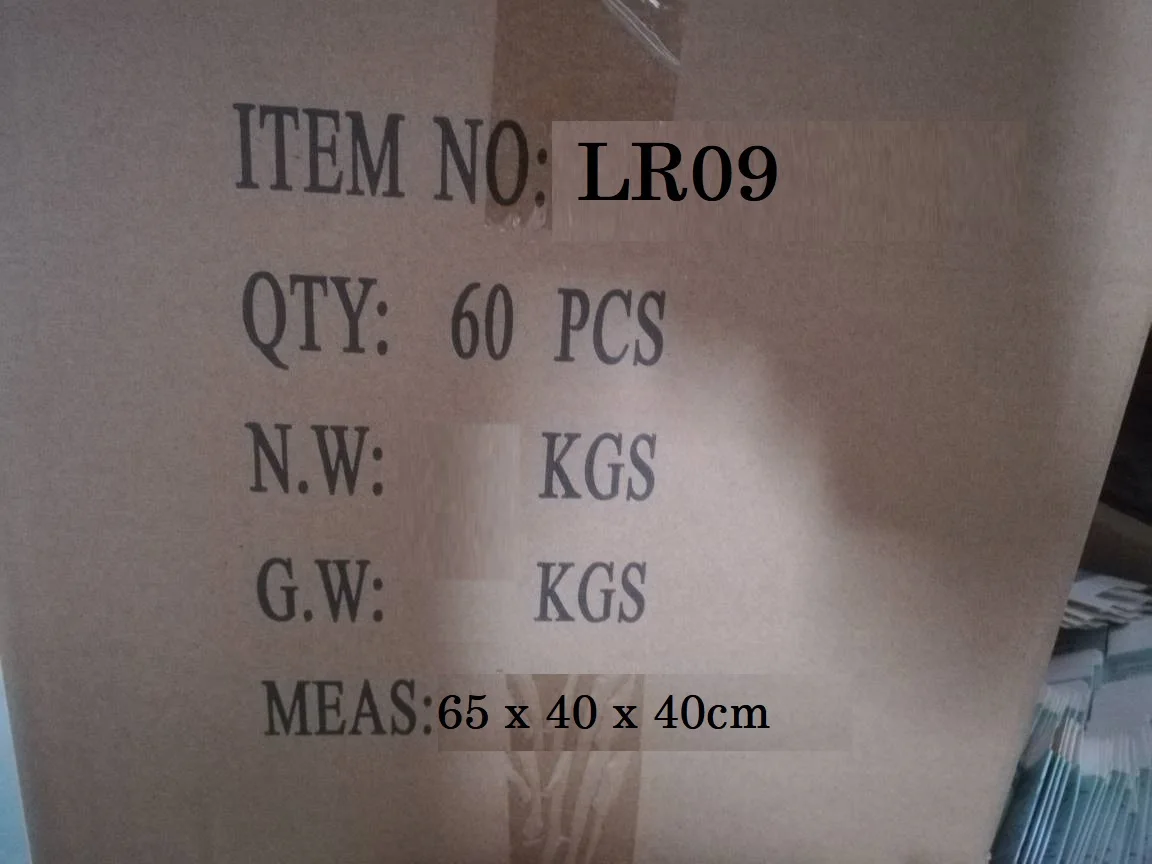 ITEM NO: LR09
QTY: 60 PCS
N.W: KGS
G.W: KGS
MEAS:65 x 40 x 40cm